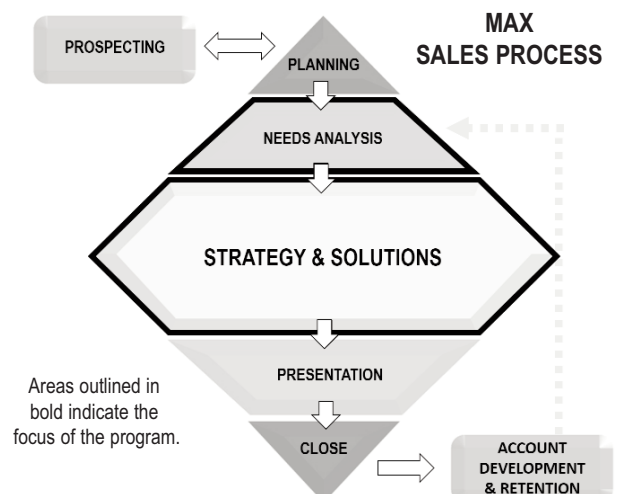 MAX
SALES PROCESS
PROSPECTING
PLANNING
NEEDS ANALYSIS
STRATEGY & SOLUTIONS
PRESENTATION
Areas outlined in
bold indicate the
focus of the program.
CLOSE
ACCOUNT
DEVELOPMENT
& RETENTION